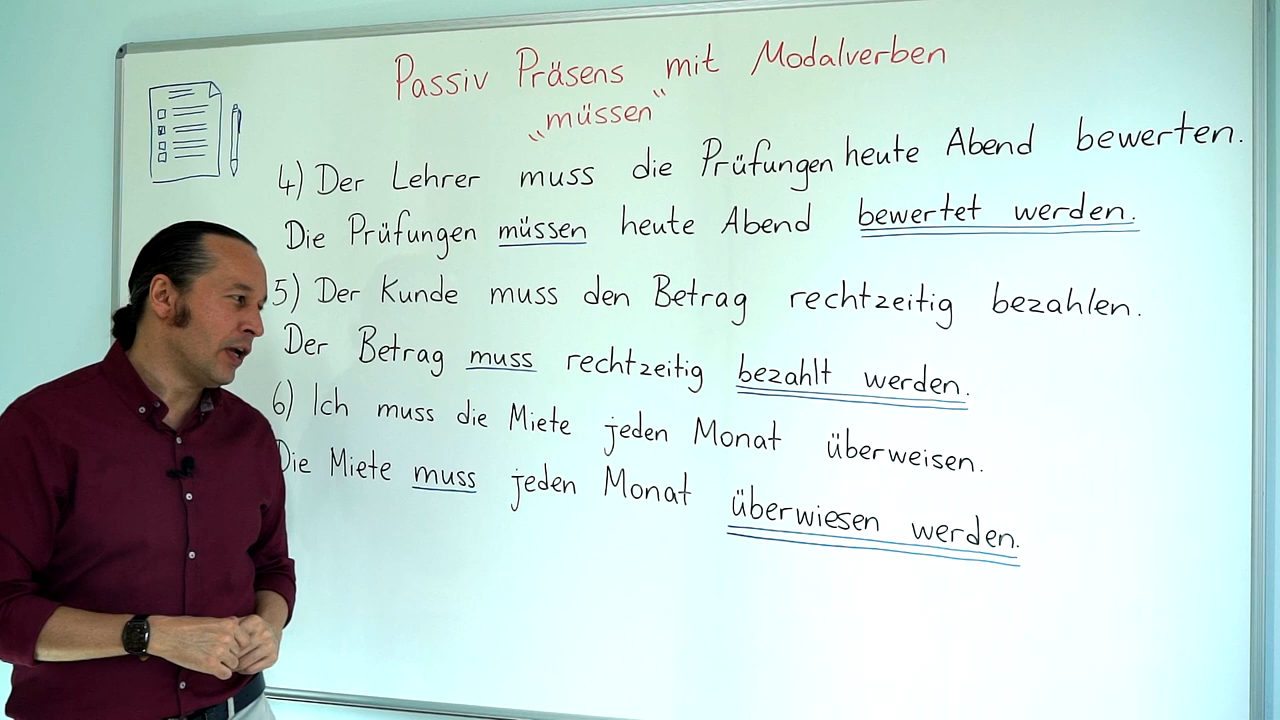 Passiv Präsens mit Modalverben
"müssen"
4) Der Lehrer muss die Prüfungen heute Abend bewerten.
Die Prüfungen müssen heute Abend bewertet werden.
5) Der Kunde muss den Betrag rechtzeitig bezahlen.
Der Betrag muss rechtzeitig bezahlt werden.
6) Ich muss die Miete jeden Monat überweisen.
Die Miete muss jeden Monat überwiesen werden.